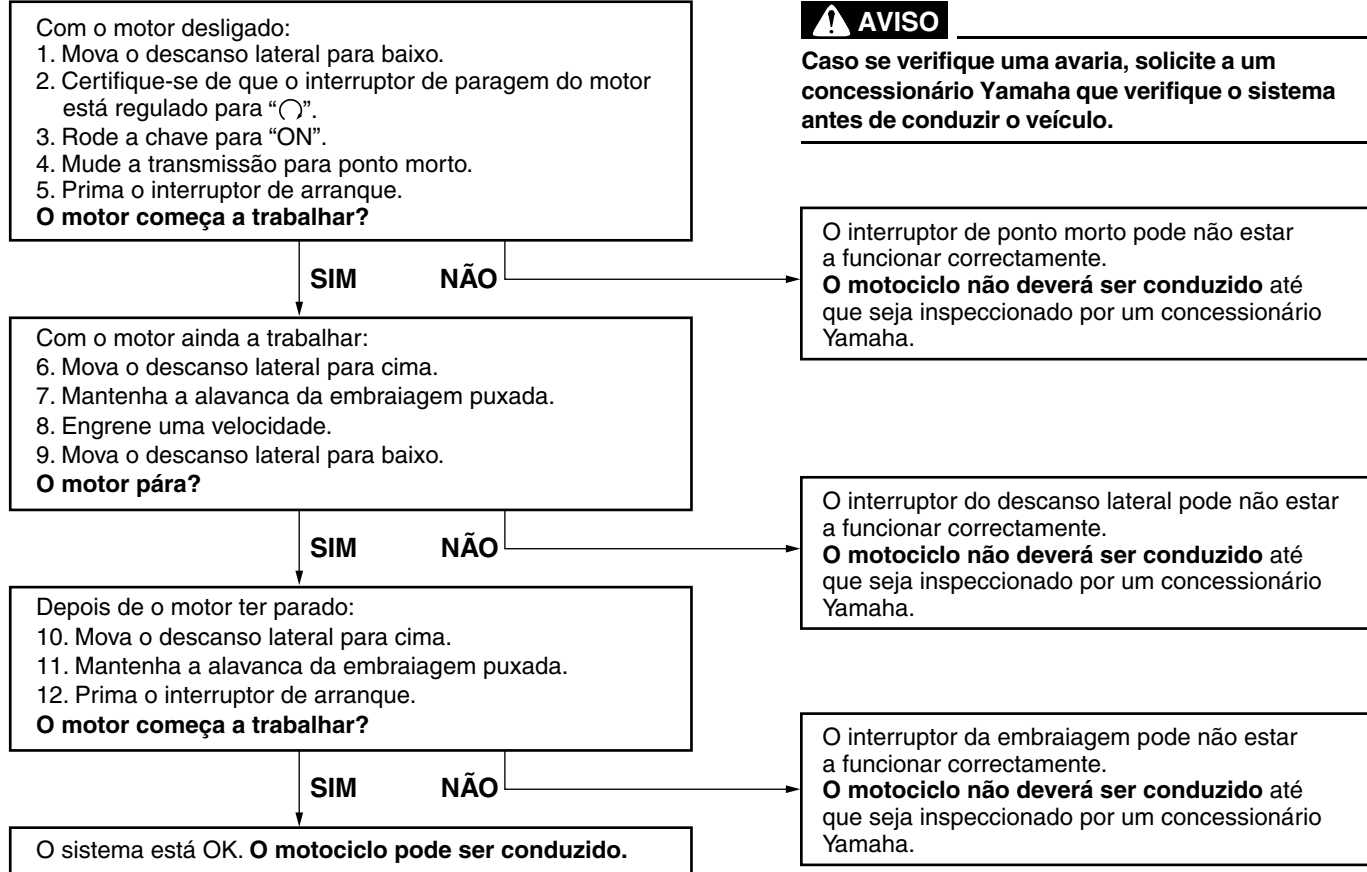 Com o motor desligado:
1. Mova o descanso lateral para baixo.
2. Certifique-se de que o interruptor de paragem do motor
está regulado para “○”.
3. Rode a chave para “ON”.
4. Mude a transmissão para ponto morto.
5. Prima o interruptor de arranque.
O motor começa a trabalhar?
AVISO
Caso se verifique uma avaria, solicite a um
concessionário Yamaha que verifique o sistema
antes de conduzir o veículo.
SIM NÃO
O interruptor de ponto morto pode não estar
a funcionar correctamente.
O motociclo não deverá ser conduzido até
que seja inspeccionado por um concessionário
Yamaha.
Com o motor ainda a trabalhar:
6. Mova o descanso lateral para cima.
7. Mantenha a alavanca da embraiagem puxada.
8. Engrene uma velocidade.
9. Mova o descanso lateral para baixo.
O motor pára?
SIM NÃO
O interruptor do descanso lateral pode não estar
a funcionar correctamente.
O motociclo não deverá ser conduzido até
que seja inspeccionado por um concessionário
Yamaha.
Depois de o motor ter parado:
10. Mova o descanso lateral para cima.
11. Mantenha a alavanca da embraiagem puxada.
12. Prima o interruptor de arranque.
O motor começa a trabalhar?
SIM NÃO
O interruptor da embraiagem pode não estar
a funcionar correctamente.
O motociclo não deverá ser conduzido até
que seja inspeccionado por um concessionário
Yamaha.
O sistema está OK. O motociclo pode ser conduzido.